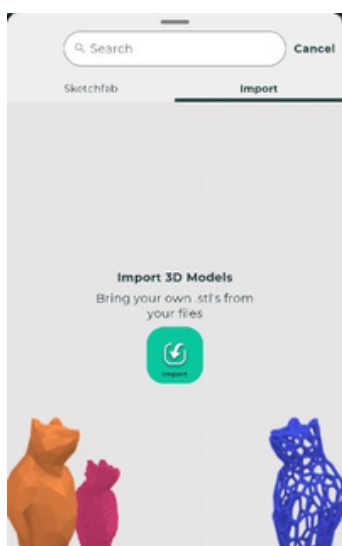 Search
Cancel
Sketchfab
Import
Import 3D Models
Bring your own .stl's from
your files
Import